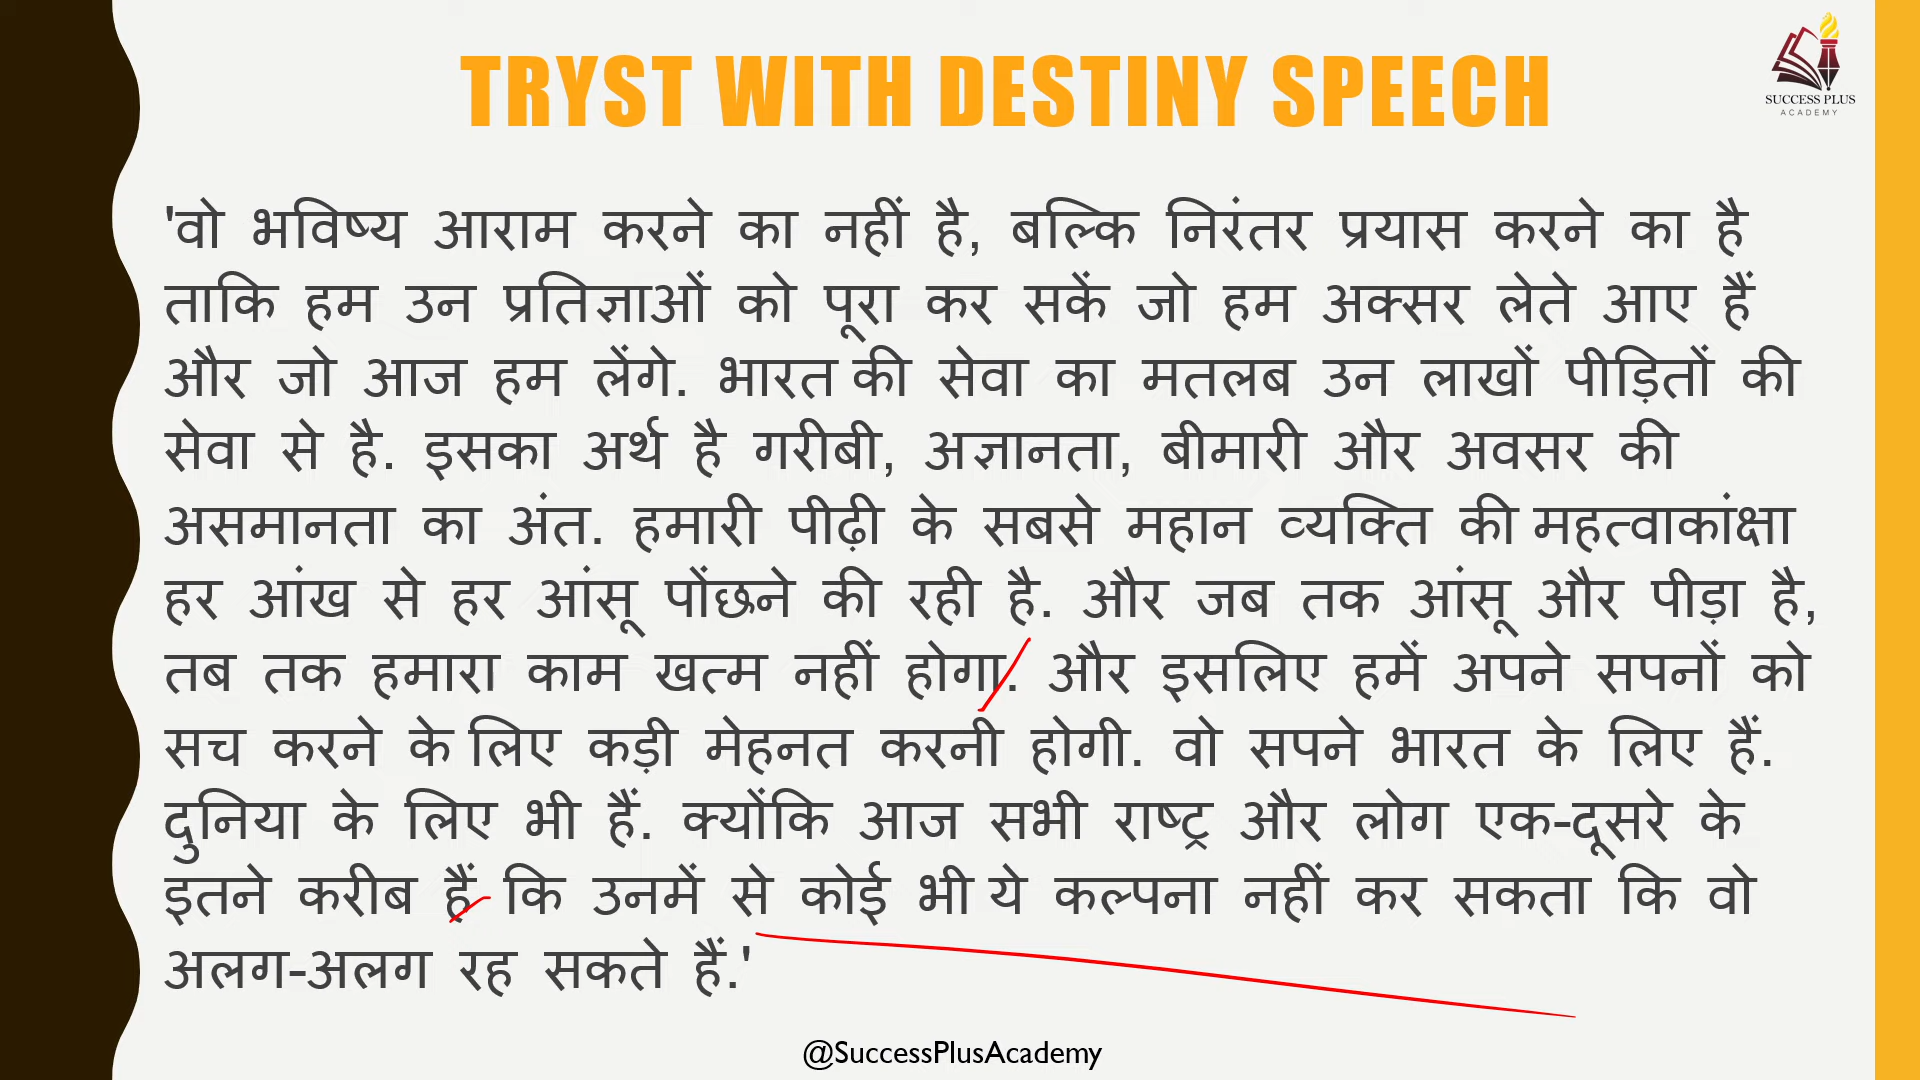 TRYST WITH DESTINY SPEECH
SUCCESS PLUS
ACADEMY
'वो भविष्य आराम करने का नहीं है, बल्कि निरंतर प्रयास करने का है
ताकि हम उन प्रतिज्ञाओं को पूरा कर सकें जो हम अक्सर लेते आए हैं
और जो आज हम लेंगे. भारत की सेवा का मतलब उन लाखों पीड़ितों की
सेवा से है. इसका अर्थ है गरीबी, अज्ञानता, बीमारी और अवसर की
असमानता का अंत. हमारी पीढ़ी के सबसे महान व्यक्ति की महत्वाकांक्षा
हर आंख से हर आंसू पोंछने की रही है. और जब तक आंसू और पीड़ा है,
तब तक हमारा काम खत्म नहीं होगा. और इसलिए हमें अपने सपनों को
सच करने के लिए कड़ी मेहनत करनी होगी. वो सपने भारत के लिए हैं.
दुनिया के लिए भी हैं. क्योंकि आज सभी राष्ट्र और लोग एक-दूसरे के
इतने करीब हैं कि उनमें से कोई भी ये कल्पना नहीं कर सकता कि वो
अलग-अलग रह सकते हैं.'
@SuccessPlusAcademy